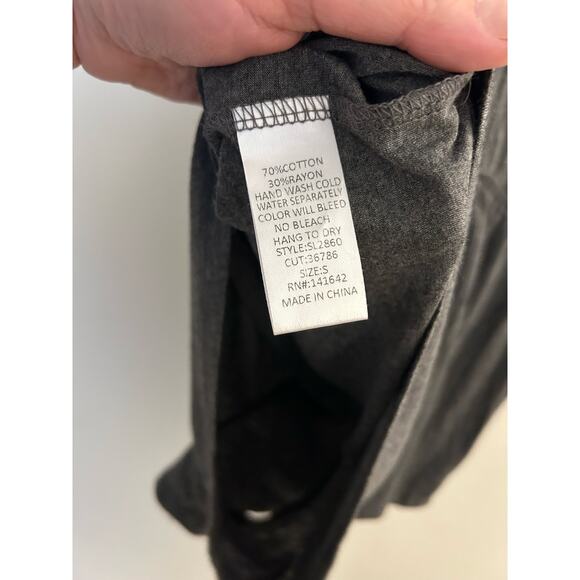 70%COTTON
30%RAYON
HAND WASH COLD
WATER SEPARATELY
COLOR WILL BLEED
NO BLEACH
HANG TO DRY
STYLE:SL2860
CUT:36786
SIZE:S
RN#:141642
MADE IN CHINA